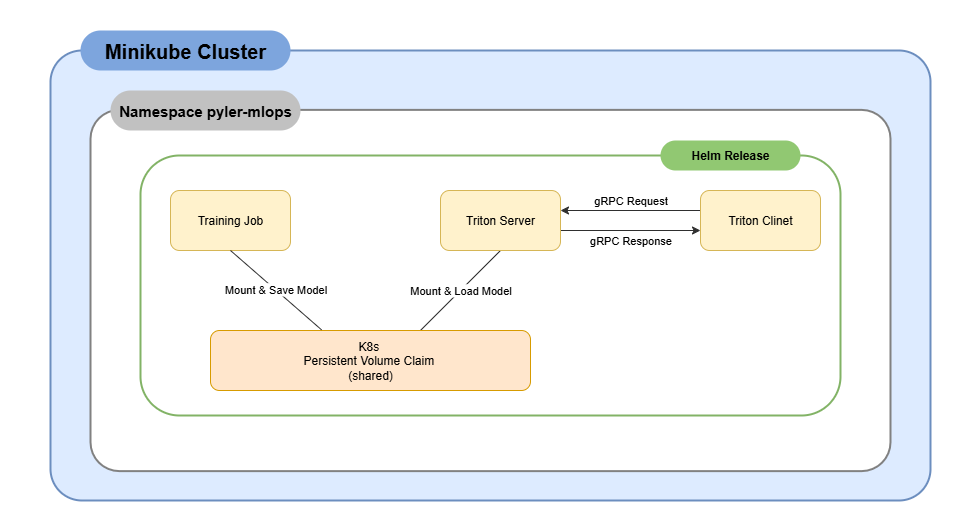 Minikube Cluster
Namespace pyler-mlops
Helm Release
Training Job
Triton Server
gRPC Request
gRPC Response
Triton Clinet
Mount & Save Model
Mount & Load Model
K8s
Persistent Volume Claim
(shared)